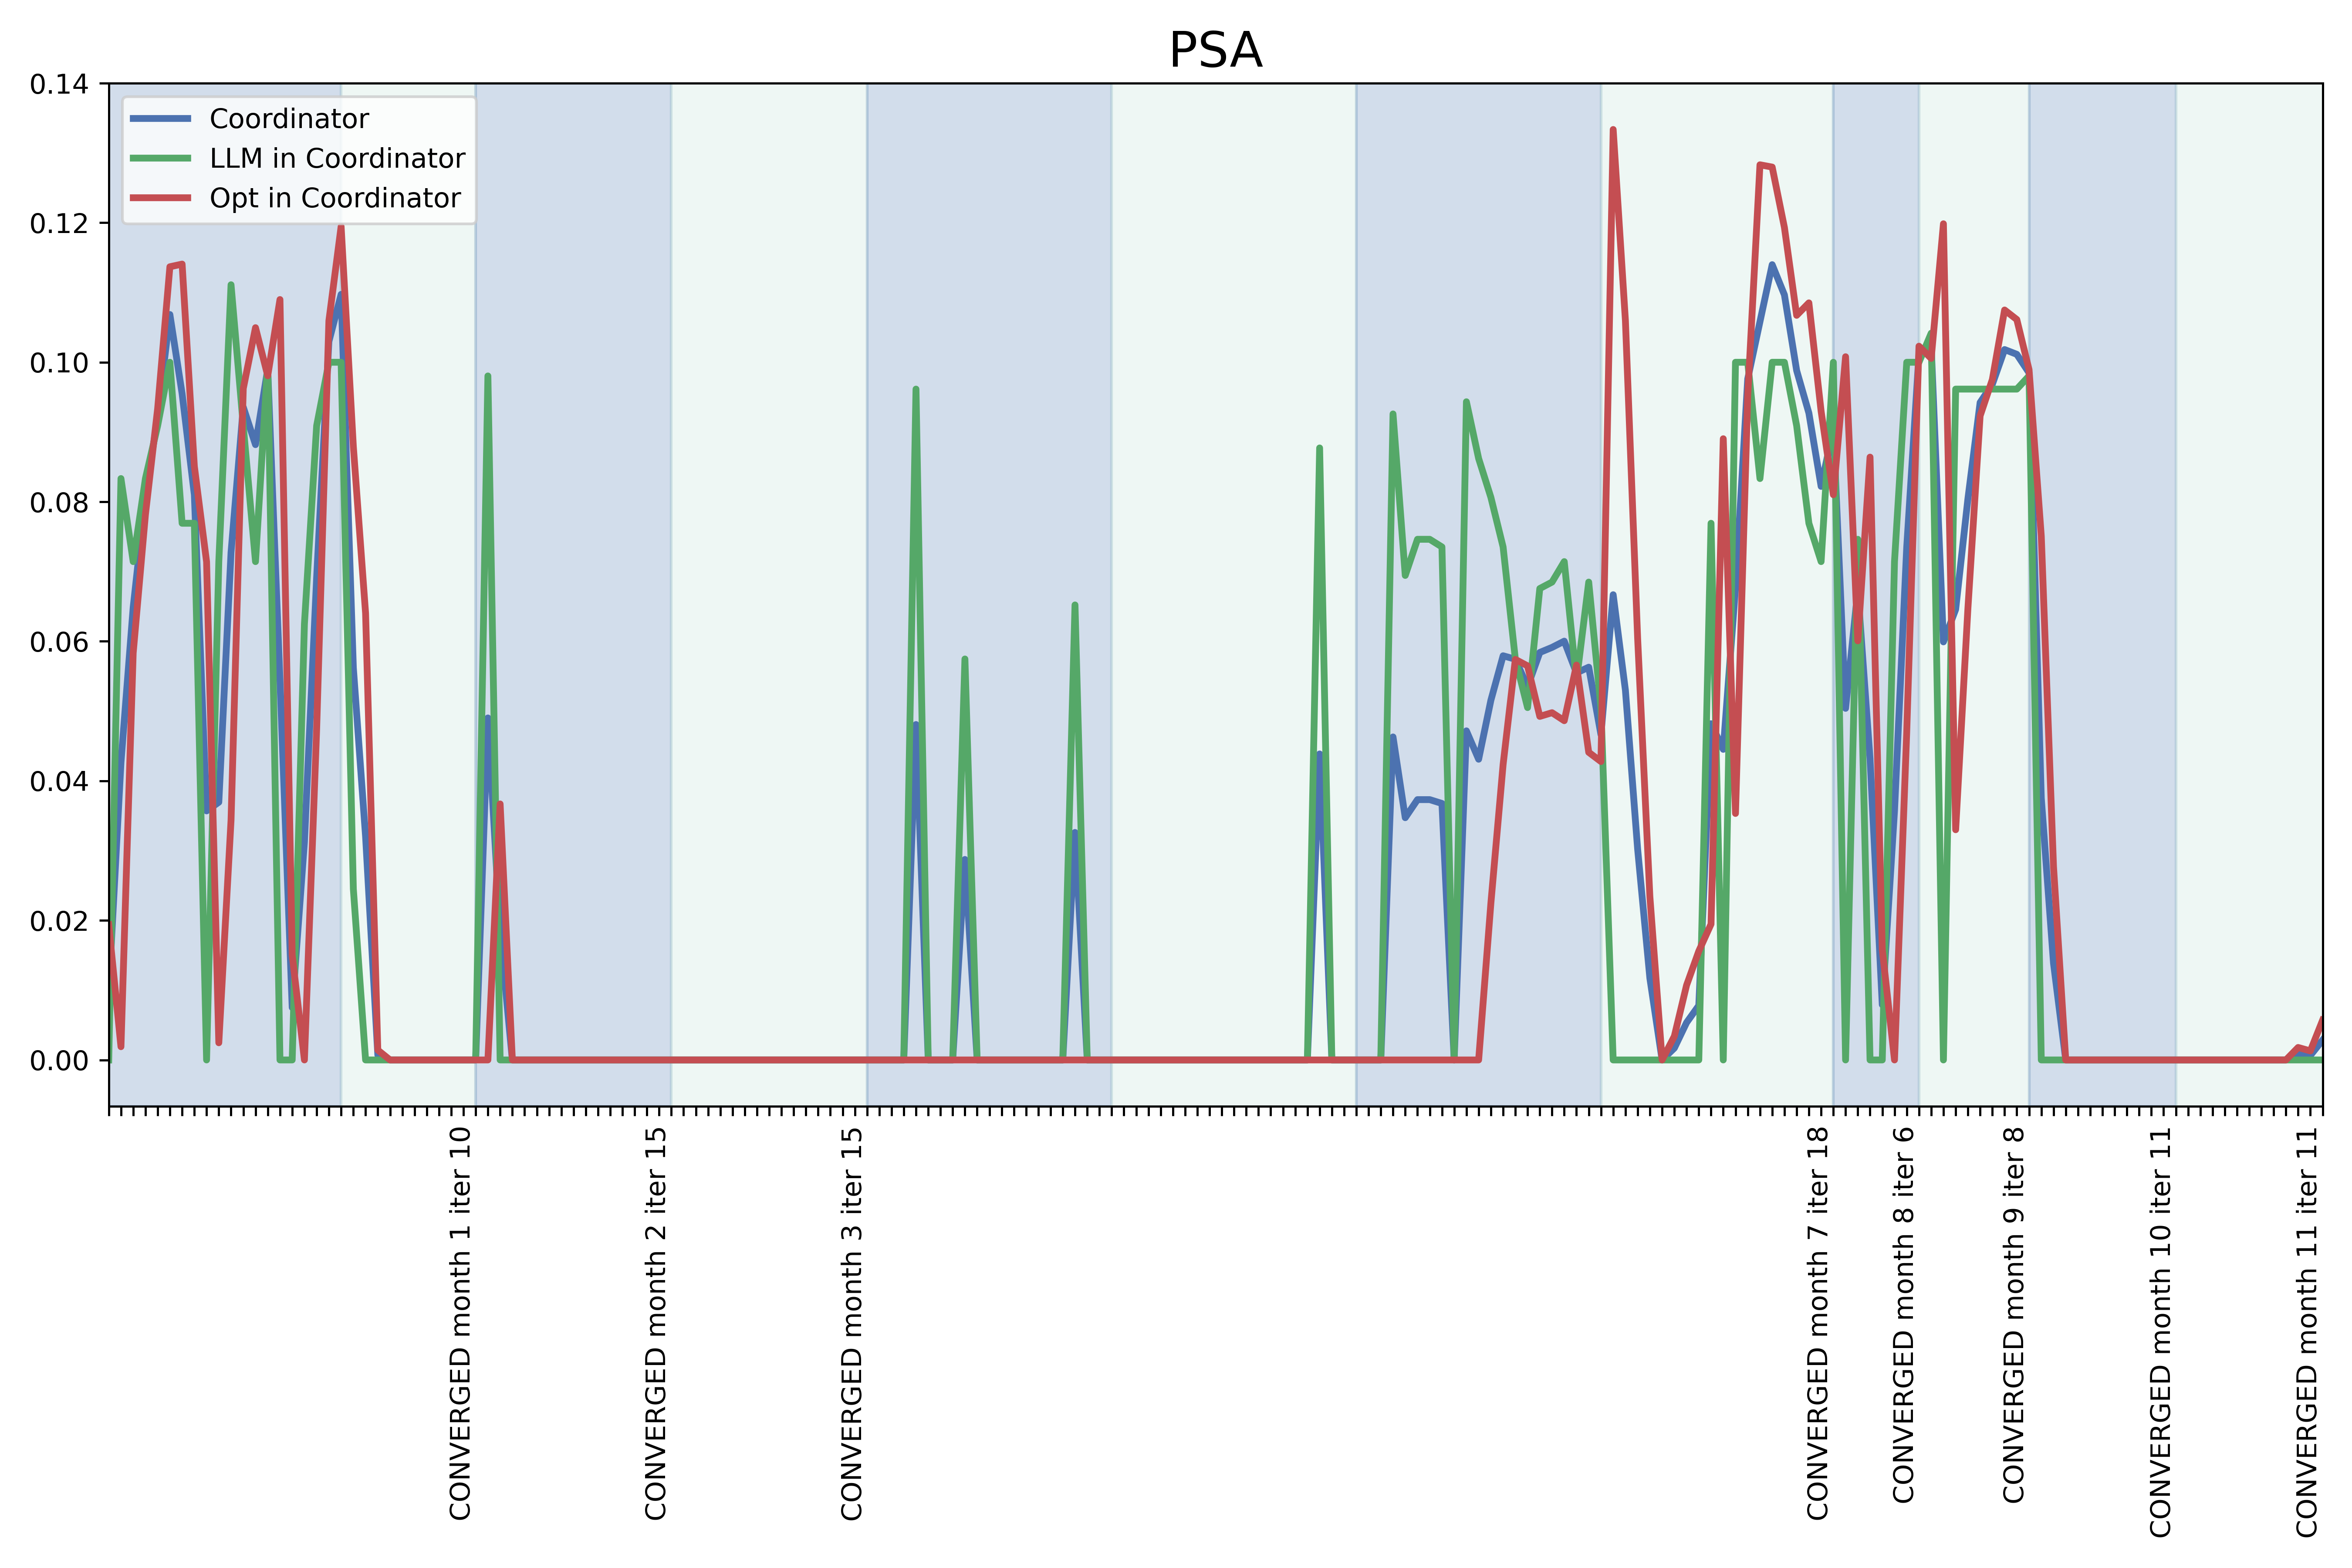 PSA
0.14
0.12
0.10
0.08
0.06
0.04
0.02
0.00
Coordinator
LLM in Coordinator
Opt in Coordinator
CONVERGED month 1 iter 10
CONVERGED month 2 iter 15
CONVERGED month 3 iter 15
CONVERGED month 7 iter 18
CONVERGED month 8 iter 6
CONVERGED month 9 iter 8
CONVERGED month 10 iter 11
CONVERGED month 11 iter 11